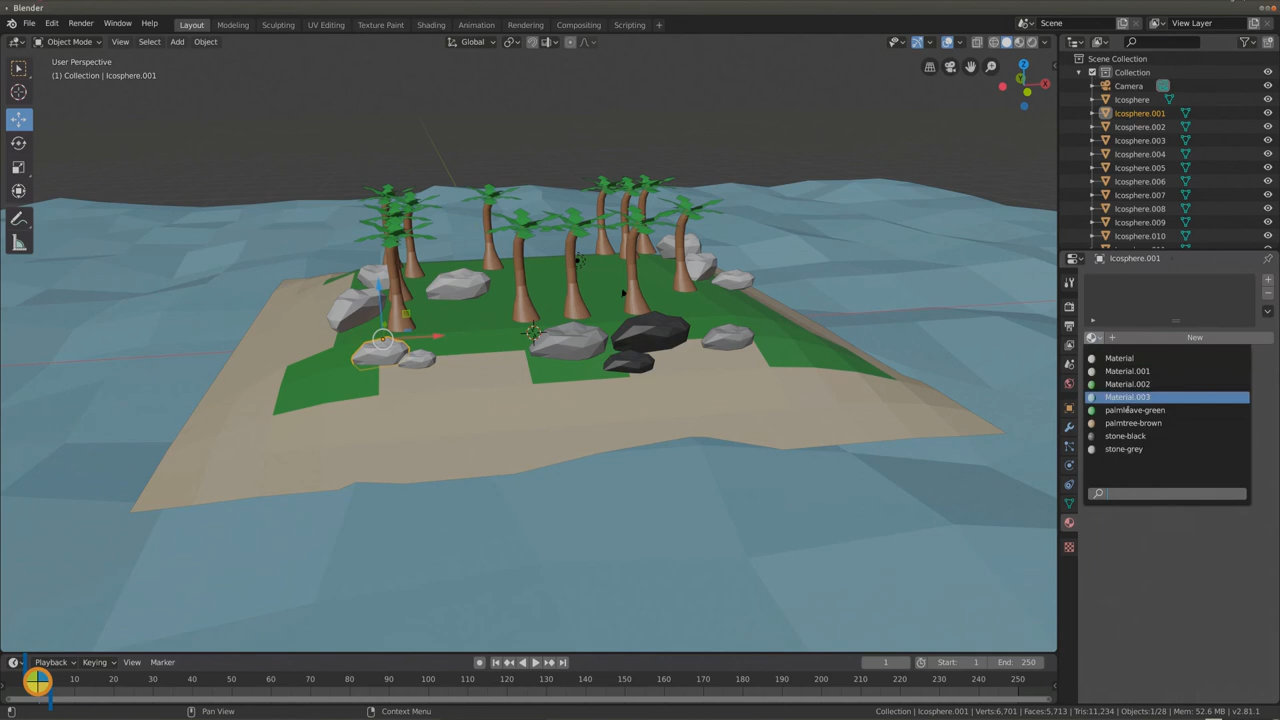 Blender
File Edit Render Window Help
Layout Modeling Sculpting UV Editing Texture Paint Shading Animation Rendering Compositing Scripting +
Scene
View Layer
Object Mode View Select Add Object
Global
User Perspective
(1) Collection | Icosphere.001
Z
Y
X
Scene Collection
Collection
Camera
Icosphere
Icosphere.001
Icosphere.002
Icosphere.003
Icosphere.004
Icosphere.005
Icosphere.006
Icosphere.007
Icosphere.008
Icosphere.009
Icosphere.010
Icosphere.001
New
Material
Material.001
Material.002
Material.003
palmleave-green
palmtree-brown
stone-black
stone-grey
Playback Keying View Marker
1
Start: 1
End: 250
10 20 30 40 50 60 70 80 90 100 110 120 130 140 150 160 170 180 190 200 210 220 230 240 250
Pan View
Context Menu
Collection | Icosphere.001 | Verts:6,701 | Faces:5,713 | Tris:11,234 | Objects:1/28 | Mem: 52.6 MB | v2.81.1